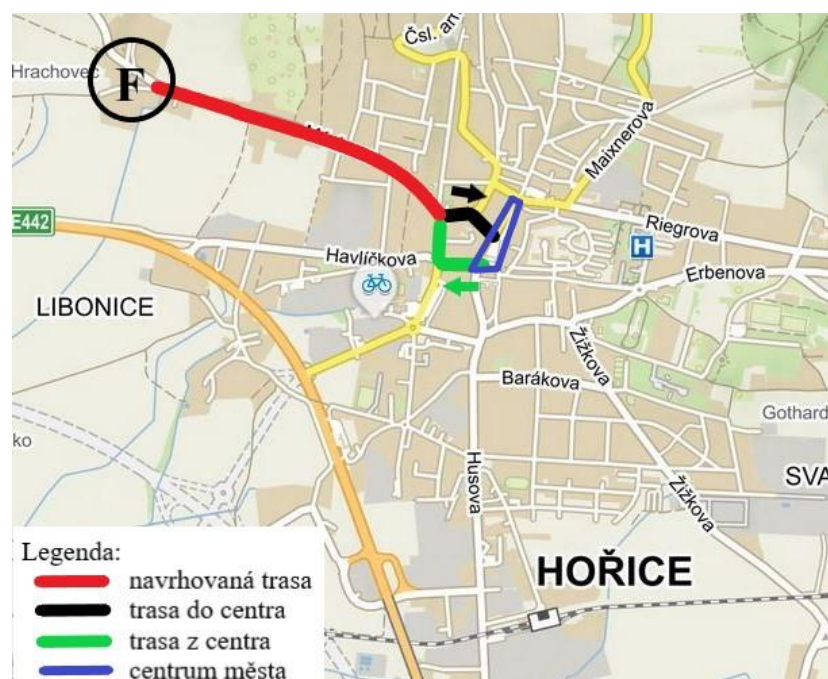 Čsl. arm.
Hrachovec
F
Maixnerova
E442
Riegrova
H
Havlíčkova
Erbenova
LIBONICE
Žižkova
Barákova
Gothard
ko
Husova
SVA
Žižkova
HOŘICE
Legenda:
navrhovaná trasa
trasa do centra
trasa z centra
centrum města